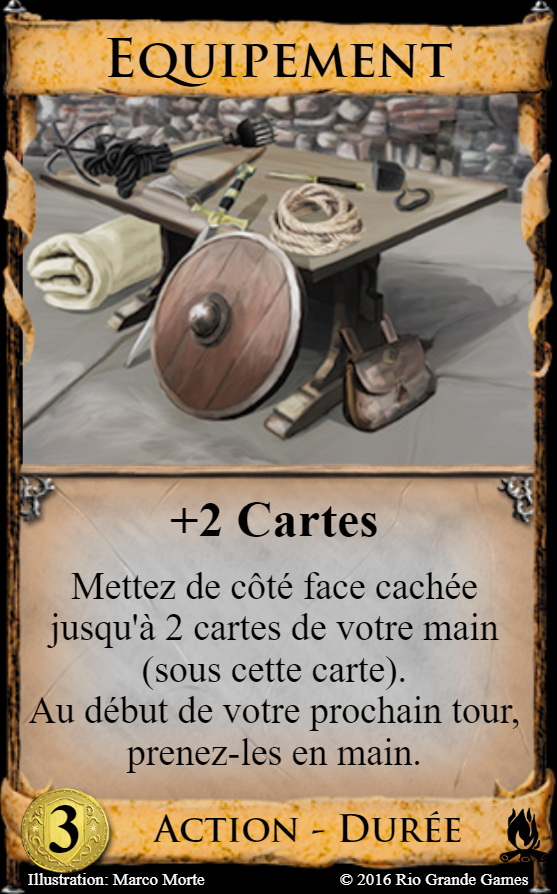 EQUIPEMENT
+2 Cartes
Mettez de côté face cachée
jusqu'à 2 cartes de votre main
(sous cette carte).
Au début de votre prochain tour,
prenez-les en main.
3
ACTION - DURÉE
Illustration: Marco Morte
© 2016 Rio Grande Games